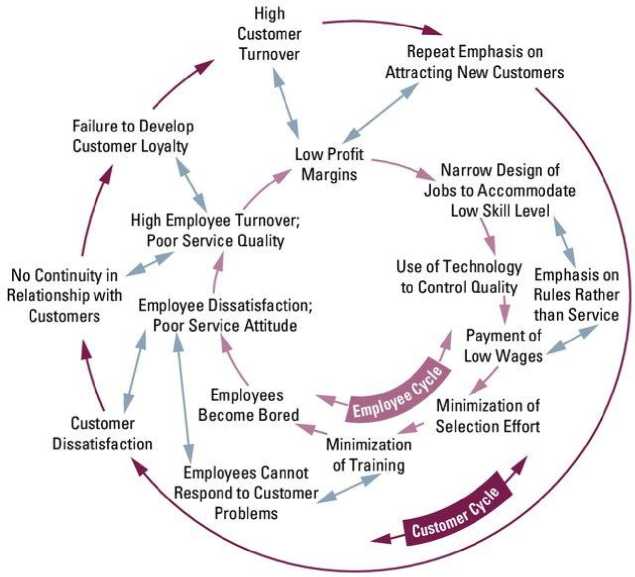 High
Customer
Turnover
Repeat Emphasis on
Attracting New Customers
Failure to Develop
Customer Loyalty
Low Profit
Margins
Narrow Design of
Jobs to Accommodate
Low Skill Level
High Employee Turnover;
Poor Service Quality
Use of Technology
to Control Quality
Emphasis on
Rules Rather
than Service
No Continuity in
Relationship with
Customers
Employee Dissatisfaction;
Poor Service Attitude
Payment of
Low Wages
Employee Cycle
Employees
Become Bored
Minimization of
Selection Effort
Customer
Dissatisfaction
Minimization
of Training
Employees Cannot
Respond to Customer
Problems
Customer Cycle